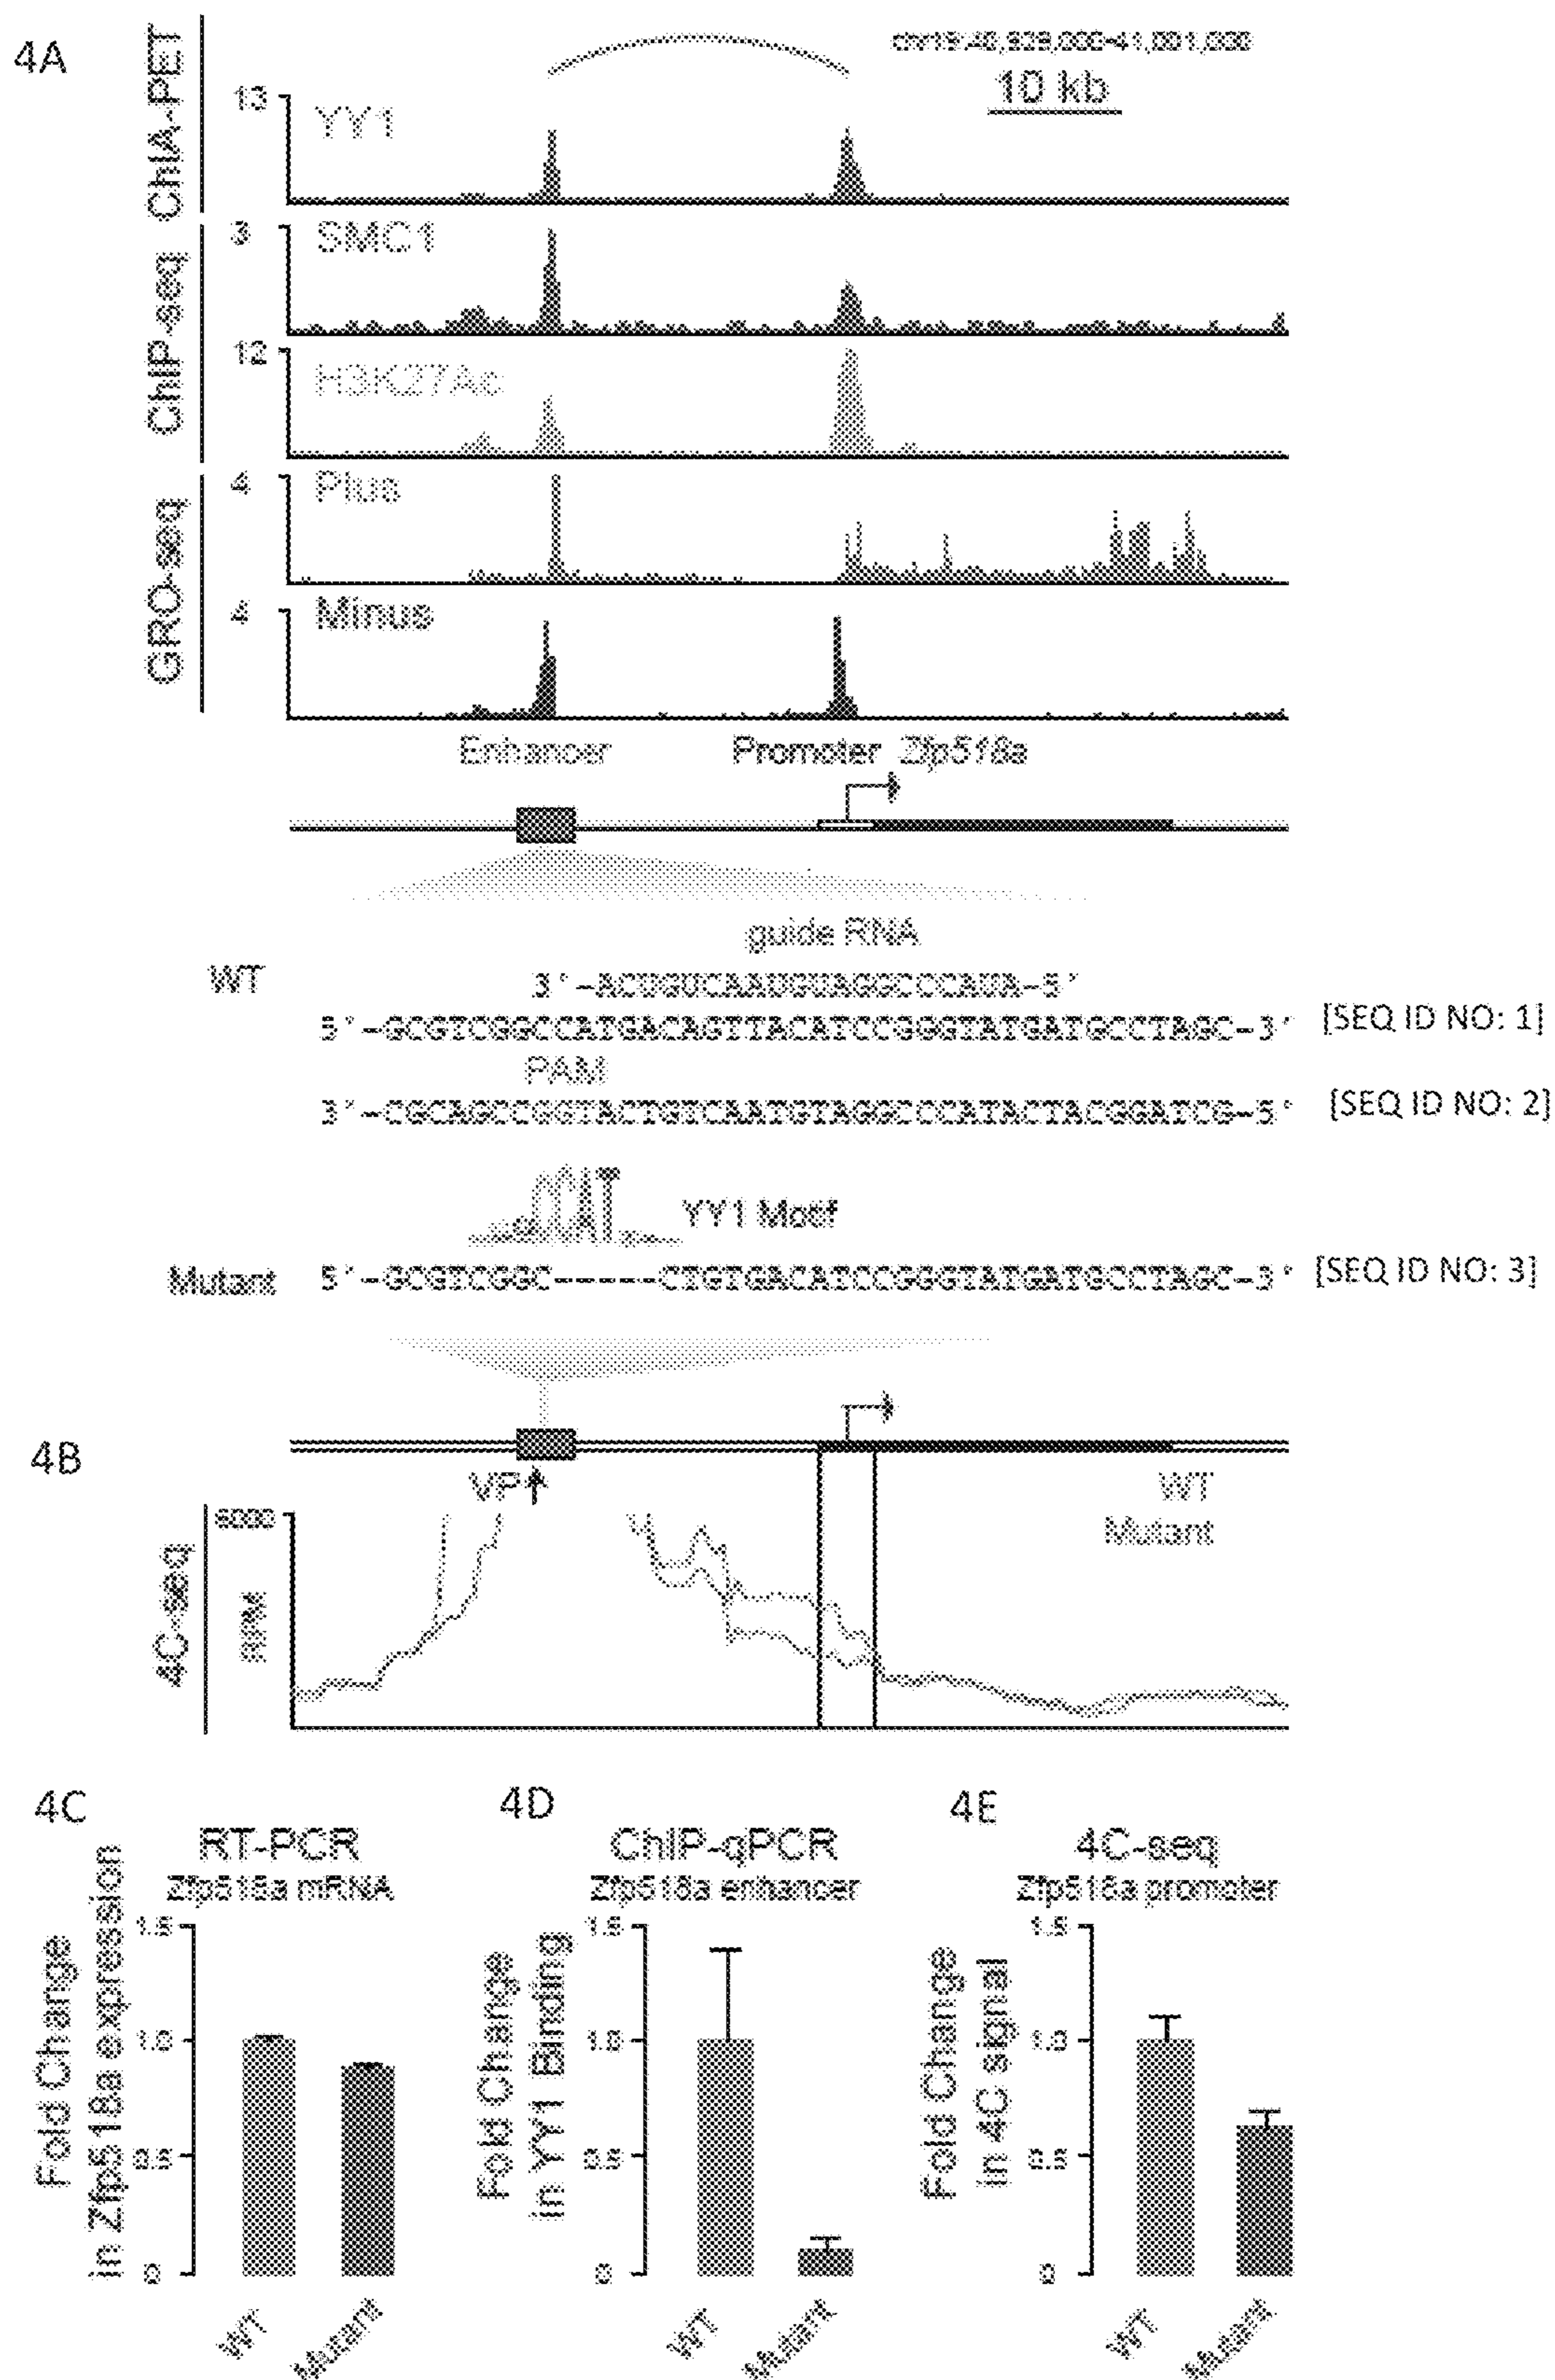 4A
ChIA-PET
13
YY1
10 kb
ChIP-seq
3
SMC1
12
H3K27Ac
GRO-seq
4
Plus
4
Minus
Enhancer
Promoter Zfp518a
guide RNA
WT
3'-ACUGUCAAUGUAGGCCCAUA-5'
5'-GCGTCGGCCATGACAGTTACATCCGGGTATGATGCCTAGC-3' [SEQ ID NO: 1]
PAM
3'-CGCAGCCGGTACTGTCAATGTAGGCCCATACTACGGATCG-5' [SEQ ID NO: 2]
YY1 Motif
Mutant 5'-GCGTCGGC------CTGTGACATCCGGGTATGATGCCTAGC-3' [SEQ ID NO: 3]
4B
VP
WT
Mutant
4C-seq
RPM
4C
RT-PCR
Zfp518a mRNA
Fold Change
in Zfp518a expression
1.5
1.0
0.5
0
WT
Mutant
4D
ChIP-qPCR
Zfp518a enhancer
Fold Change
in YY1 Binding
1.5
1.0
0.5
0
WT
Mutant
4E
4C-seq
Zfp518a promoter
Fold Change
in 4C signal
1.5
1.0
0.5
0
WT
Mutant